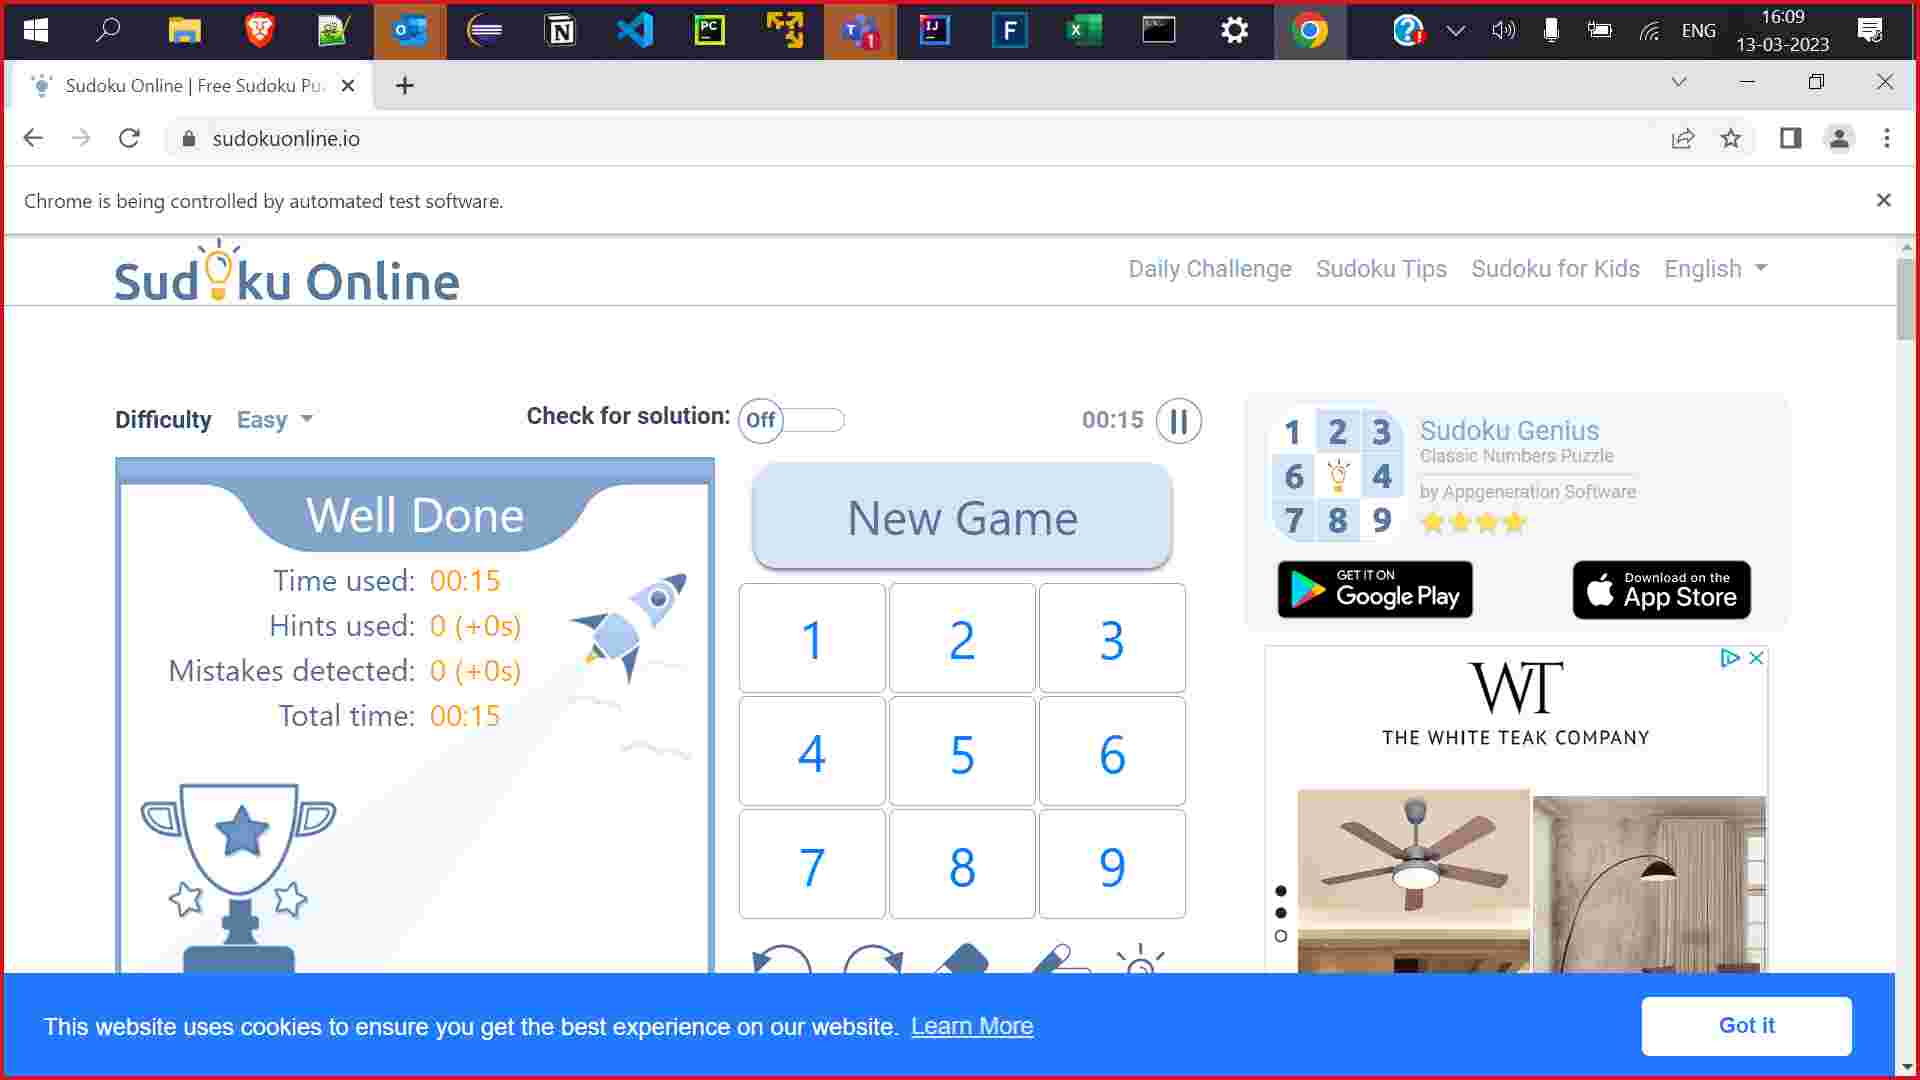 ENG
16:09
13-03-2023
Sudoku Online | Free Sudoku Pu
sudokuonline.io
Chrome is being controlled by automated test software.
Sudoku Online
Daily Challenge
Sudoku Tips
Sudoku for Kids
English
Difficulty
Easy
Check for solution:
Off
00:15
Well Done
Time used: 00:15
Hints used: 0 (+0s)
Mistakes detected: 0 (+0s)
Total time: 00:15
New Game
1 2 3
4 5 6
7 8 9
1 2 3
6 4
7 8 9
Sudoku Genius
Classic Numbers Puzzle
by Appgeneration Software
GET IT ON
Google Play
Download on the
App Store
WT
THE WHITE TEAK COMPANY
This website uses cookies to ensure you get the best experience on our website. Learn More
Got it